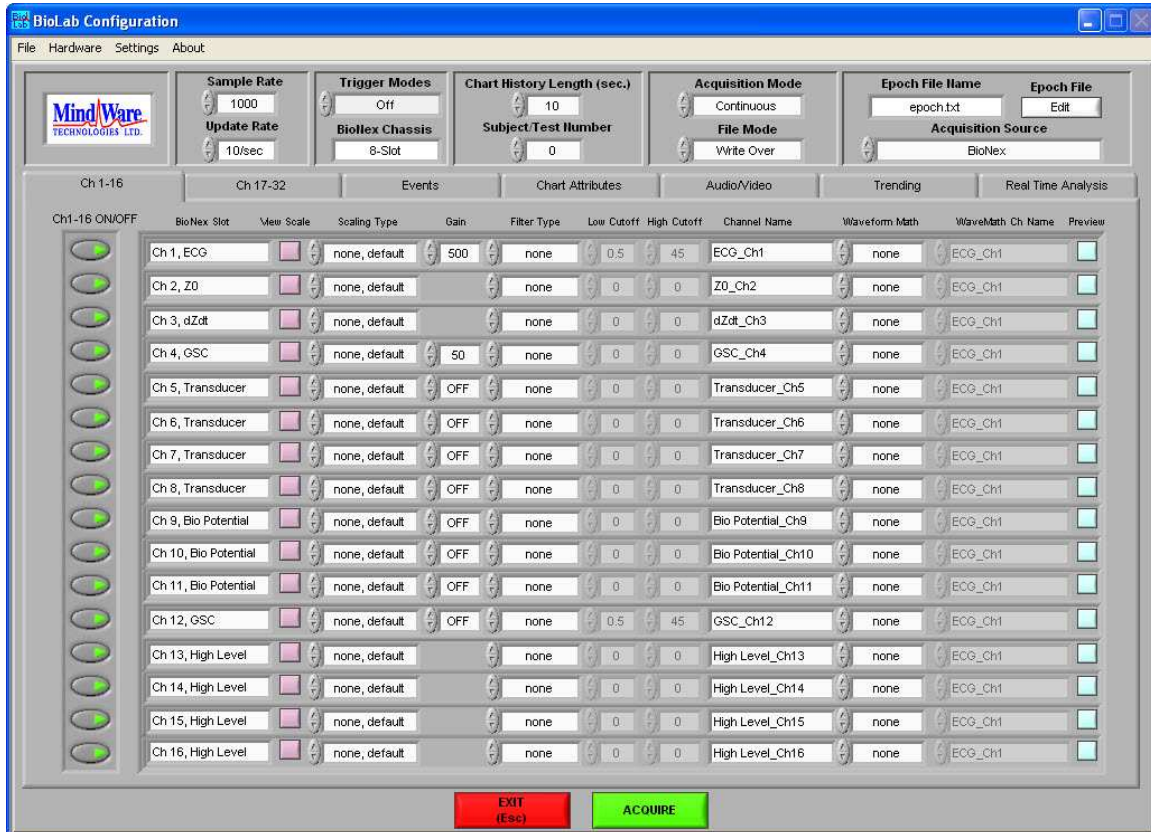 BioLab Configuration
File Hardware Settings About
MindWare
TECHNOLOGIES LTD.
Sample Rate
1000
Update Rate
10/sec
Trigger Modes
Off
BioNex Chassis
8-Slot
Chart History Length (sec.)
10
Subject/Test Number
0
Acquisition Mode
Continuous
File Mode
Write Over
Epoch File Name
epoch.txt
Epoch File
Edit
Acquisition Source
BioNex
Ch 1-16 Ch 17-32 Events Chart Attributes Audio/Video Trending Real Time Analysis
Ch1-16 ON/OFF BioNex Slot View Scale Scaling Type Gain Filter Type Low Cutoff High Cutoff Channel Name Waveform Math WaveMath Ch Name Preview
Ch 1, ECG none, default 500 none 0.5 45 ECG_Ch1 none ECG_Ch1
Ch 2, Z0 none, default none 0 0 Z0_Ch2 none ECG_Ch1
Ch 3, dZdt none, default none 0 0 dZdt_Ch3 none ECG_Ch1
Ch 4, GSC none, default 50 none 0 0 GSC_Ch4 none ECG_Ch1
Ch 5, Transducer none, default OFF none 0 0 Transducer_Ch5 none ECG_Ch1
Ch 6, Transducer none, default OFF none 0 0 Transducer_Ch6 none ECG_Ch1
Ch 7, Transducer none, default OFF none 0 0 Transducer_Ch7 none ECG_Ch1
Ch 8, Transducer none, default OFF none 0 0 Transducer_Ch8 none ECG_Ch1
Ch 9, Bio Potential none, default OFF none 0 0 Bio Potential_Ch9 none ECG_Ch1
Ch 10, Bio Potential none, default OFF none 0 0 Bio Potential_Ch10 none ECG_Ch1
Ch 11, Bio Potential none, default OFF none 0 0 Bio Potential_Ch11 none ECG_Ch1
Ch 12, GSC none, default OFF none 0.5 45 GSC_Ch12 none ECG_Ch1
Ch 13, High Level none, default none 0 0 High Level_Ch13 none ECG_Ch1
Ch 14, High Level none, default none 0 0 High Level_Ch14 none ECG_Ch1
Ch 15, High Level none, default none 0 0 High Level_Ch15 none ECG_Ch1
Ch 16, High Level none, default none 0 0 High Level_Ch16 none ECG_Ch1
EXIT
(Esc)
ACQUIRE